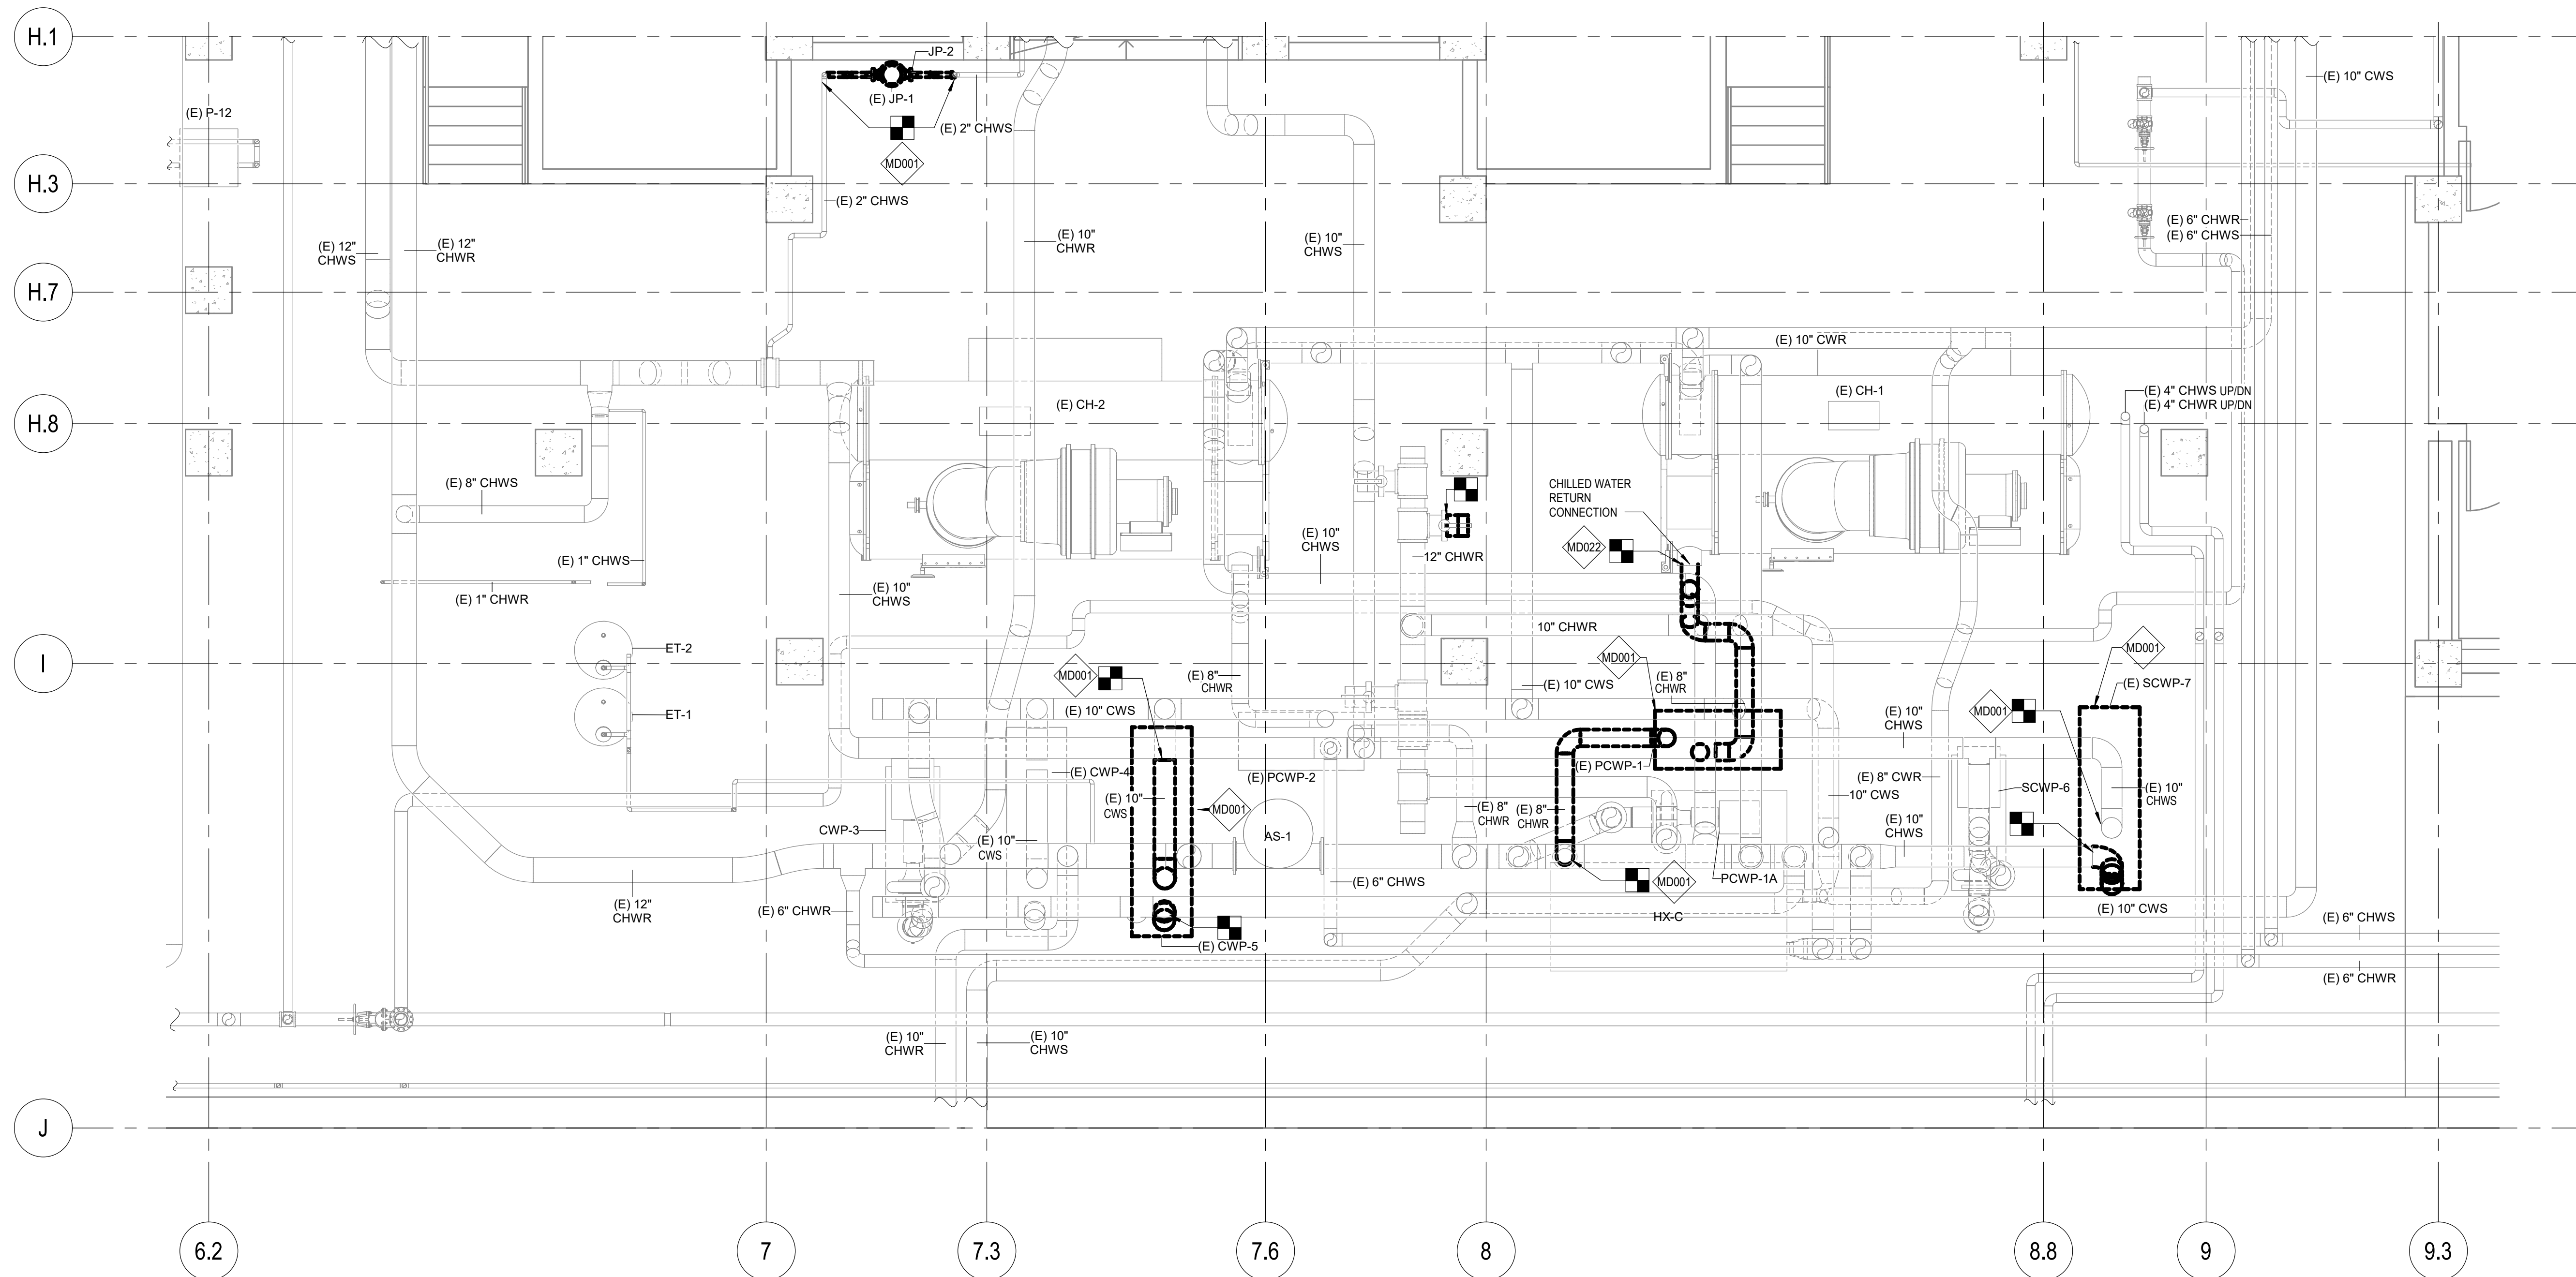 H.1
JP-2
(E) 10" CWS
(E) JP-1
(E) P-12
(E) 2" CHWS
MD001
H.3
(E) 2" CHWS
(E) 6" CHWR
(E) 6" CHWS
(E) 12"
CHWS
(E) 12"
CHWR
(E) 10"
CHWR
(E) 10"
CHWS
H.7
(E) 10" CWR
(E) CH-2
(E) CH-1
(E) 4" CHWS UP/DN
(E) 4" CHWR UP/DN
H.8
(E) 8" CHWS
CHILLED WATER
RETURN
CONNECTION
(E) 10"
CHWS
MD022
12" CHWR
(E) 1" CHWS
(E) 1" CHWR
(E) 10"
CHWS
10" CHWR
ET-2
I
MD001
(E) 8"
CHWR
MD001
(E) 8"
CHWR
MD001
(E) 10" CWS
(E) SCWP-7
ET-1
(E) 10" CWS
MD001
(E) 10"
CHWS
(E) CWP-4
(E) PCWP-2
(E) PCWP-1
(E) 8" CWR
SCWP-6
(E) 10"
CHWS
(E) 10"
CWS
MD001
(E) 8"
CHWR
(E) 8"
CHWR
10" CWS
CWP-3
(E) 10"
CWS
AS-1
(E) 10"
CHWS
(E) 6" CHWS
MD001
PCWP-1A
(E) 12"
CHWR
(E) 6" CHWR
HX-C
(E) 10" CWS
(E) 6" CHWS
(E) CWP-5
(E) 6" CHWR
(E) 10"
CHWR
(E) 10"
CHWS
J
6.2
7
7.3
7.6
8
8.8
9
9.3